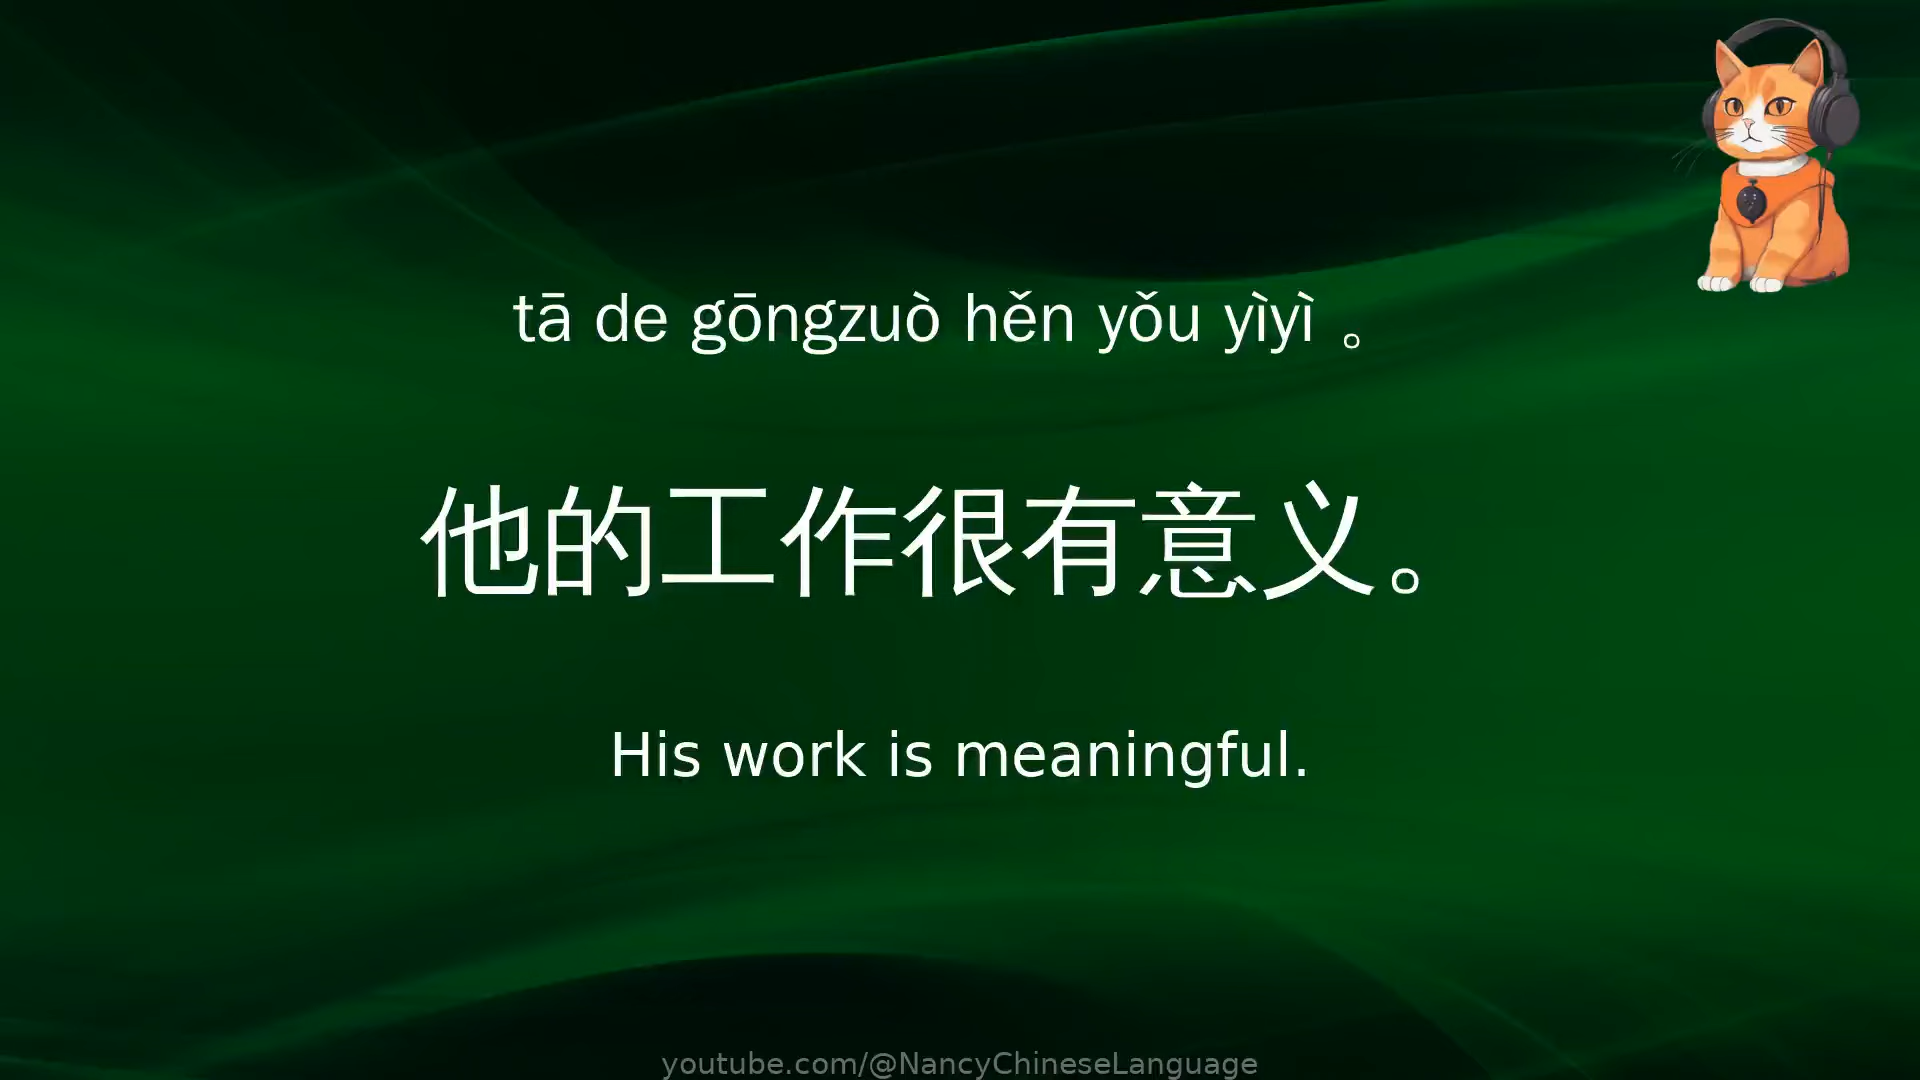 tā de gōngzuò hěn yǒu yìyì 。
他的工作很有意义。
His work is meaningful.
youtube.com/@NancyChineseLanguage